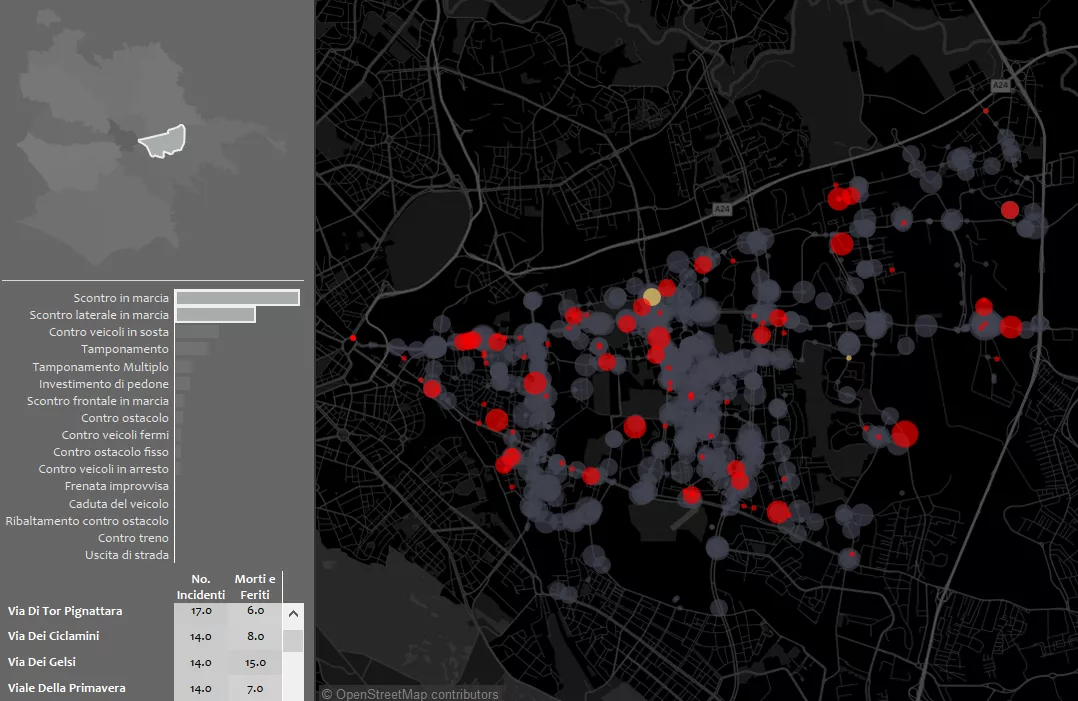 A24
A24
Scontro in marcia
Scontro laterale in marcia
Contro veicoli in sosta
Tamponamento
Tamponamento Multiplo
Investimento di pedone
Scontro frontale in marcia
Contro ostacolo
Contro veicoli fermi
Contro ostacolo fisso
Contro veicoli in arresto
Frenata improvvisa
Caduta del veicolo
Ribaltamento contro ostacolo
Contro treno
Uscita di strada
No. Morti e
Incidenti Feriti
Via Di Tor Pignattara 17.0 6.0
Via Dei Ciclamini 14.0 8.0
Via Dei Gelsi 14.0 15.0
Viale Della Primavera 14.0 7.0
© OpenStreetMap contributors